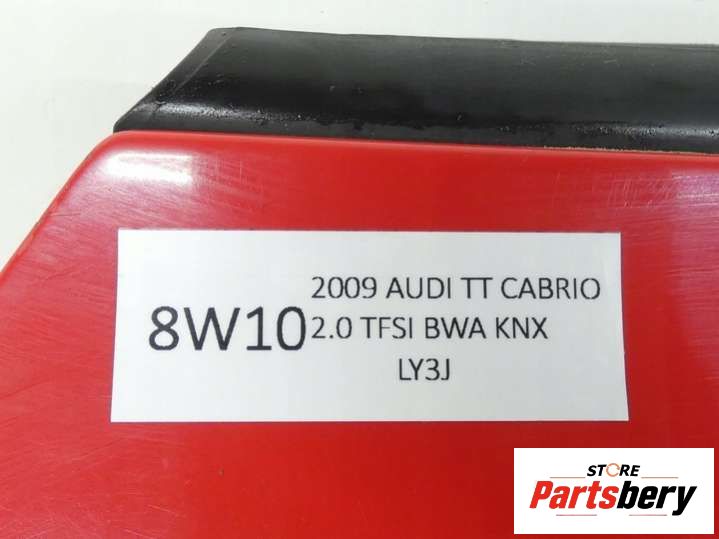 8W10
2009 AUDI TT CABRIO
2.0 TFSI BWA KNX
LY3J
STORE
Partsbery